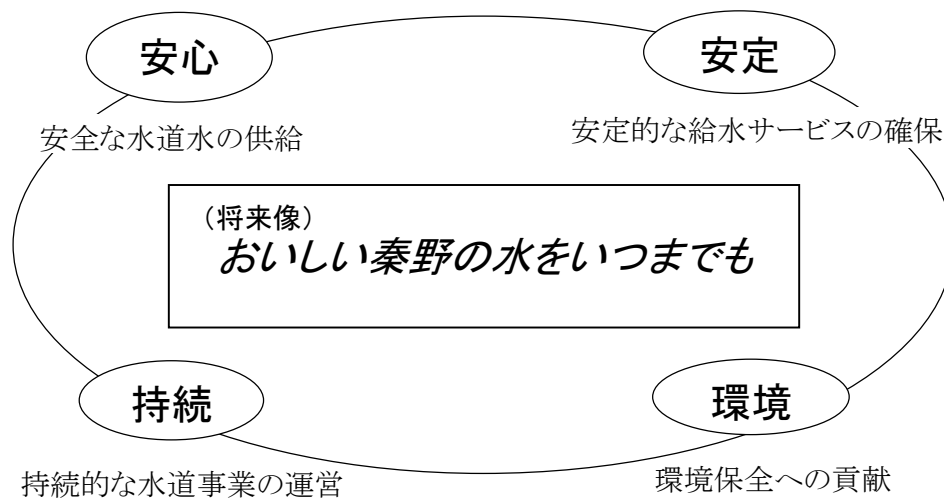 安心
安定
安全な水道水の供給
安定的な給水サービスの確保
（将来像）
おいしい秦野の水をいつまでも
持続
環境
持続的な水道事業の運営
環境保全への貢献